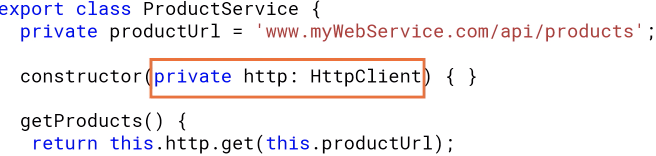 export class ProductService {
private productUrl = 'www.myWebService.com/api/products';
constructor(private http: HttpClient) { }
getProducts() {
return this.http.get(this.productUrl);